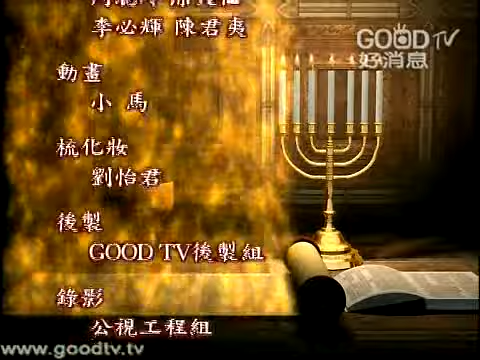 李必輝 陳君夷
動畫
小 馬
梳化妝
劉怡君
後製
GOOD TV後製組
錄影
公視工程組
GOOD TV
好消息
www.goodtv.tv